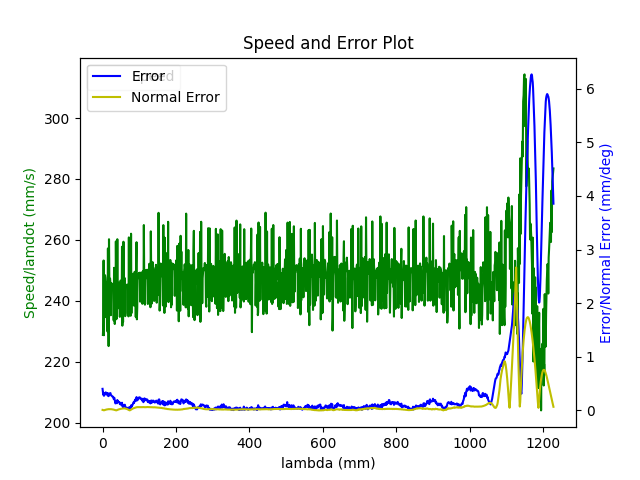 Speed and Error Plot
Error
Normal Error
Speed/lamdot (mm/s)
300
280
260
240
220
200
6
5
4
3
2
1
0
Error/Normal Error (mm/deg)
0 200 400 600 800 1000 1200
lambda (mm)